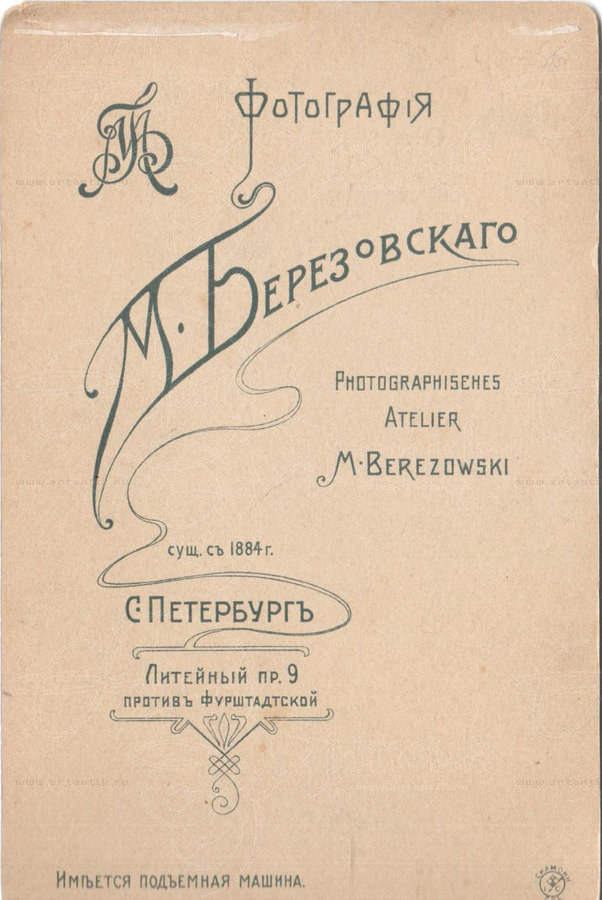 Фотографія
М. Березовскаго
PHOTOGRAPHISCHES
ATELIER
M. BEREZOWSKI
сущ. съ 1884 г.
С. Петербургъ
Литейный пр. 9
противъ Фурштадтской
Имѣется подъемная машина.